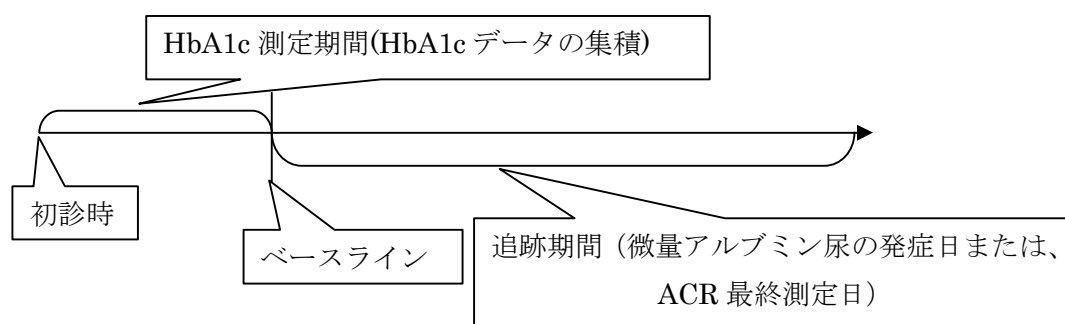 HbA1c 測定期間(HbA1c データの集積)
初診時
ベースライン
追跡期間（微量アルブミン尿の発症日または、
ACR 最終測定日）